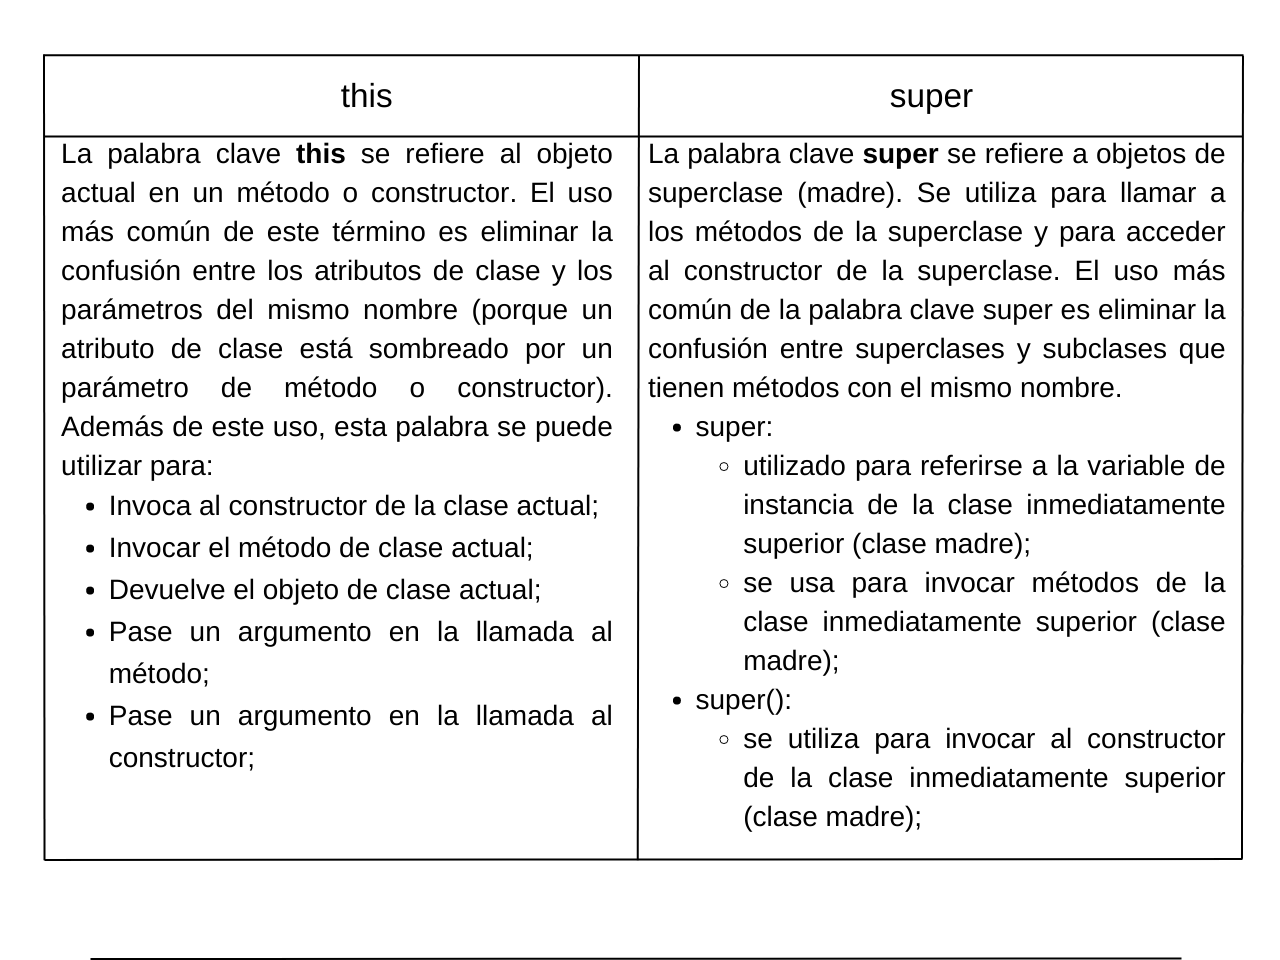 this
La palabra clave this se refiere al objeto
actual en un método o constructor. El uso
más común de este término es eliminar la
confusión entre los atributos de clase y los
parámetros del mismo nombre (porque un
atributo de clase está sombreado por un
parámetro de método o constructor).
Además de este uso, esta palabra se puede
utilizar para:
• Invoca al constructor de la clase actual;
• Invocar el método de clase actual;
• Devuelve el objeto de clase actual;
• Pase un argumento en la llamada al
método;
• Pase un argumento en la llamada al
constructor;
super
La palabra clave super se refiere a objetos de
superclase (madre). Se utiliza para llamar a
los métodos de la superclase y para acceder
al constructor de la superclase. El uso más
común de la palabra clave super es eliminar la
confusión entre superclases y subclases que
tienen métodos con el mismo nombre.
• super:
◦ utilizado para referirse a la variable de
instancia de la clase inmediatamente
superior (clase madre);
◦ se usa para invocar métodos de la
clase inmediatamente superior (clase
madre);
• super():
◦ se utiliza para invocar al constructor
de la clase inmediatamente superior
(clase madre);